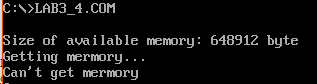 C:\>LAB3_4.COM
Size of available memory: 648912 byte
Getting mermory...
Can't get mermory